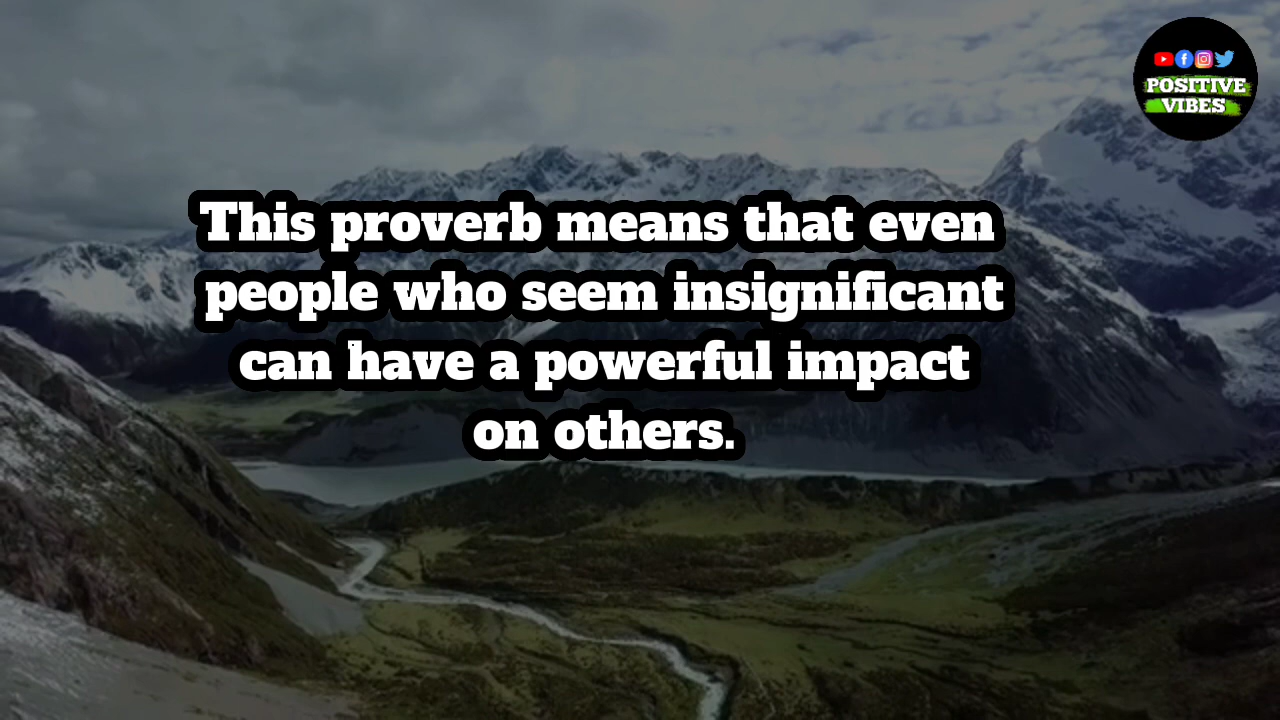 POSITIVE
VIBES
This proverb means that even
people who seem insignificant
can have a powerful impact
on others.